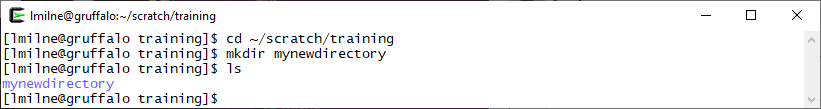 lmilne@gruffalo:~/scratch/training
[lmilne@gruffalo training]$ cd ~/scratch/training
[lmilne@gruffalo training]$ mkdir mynewdirectory
[lmilne@gruffalo training]$ ls
mynewdirectory
[lmilne@gruffalo training]$